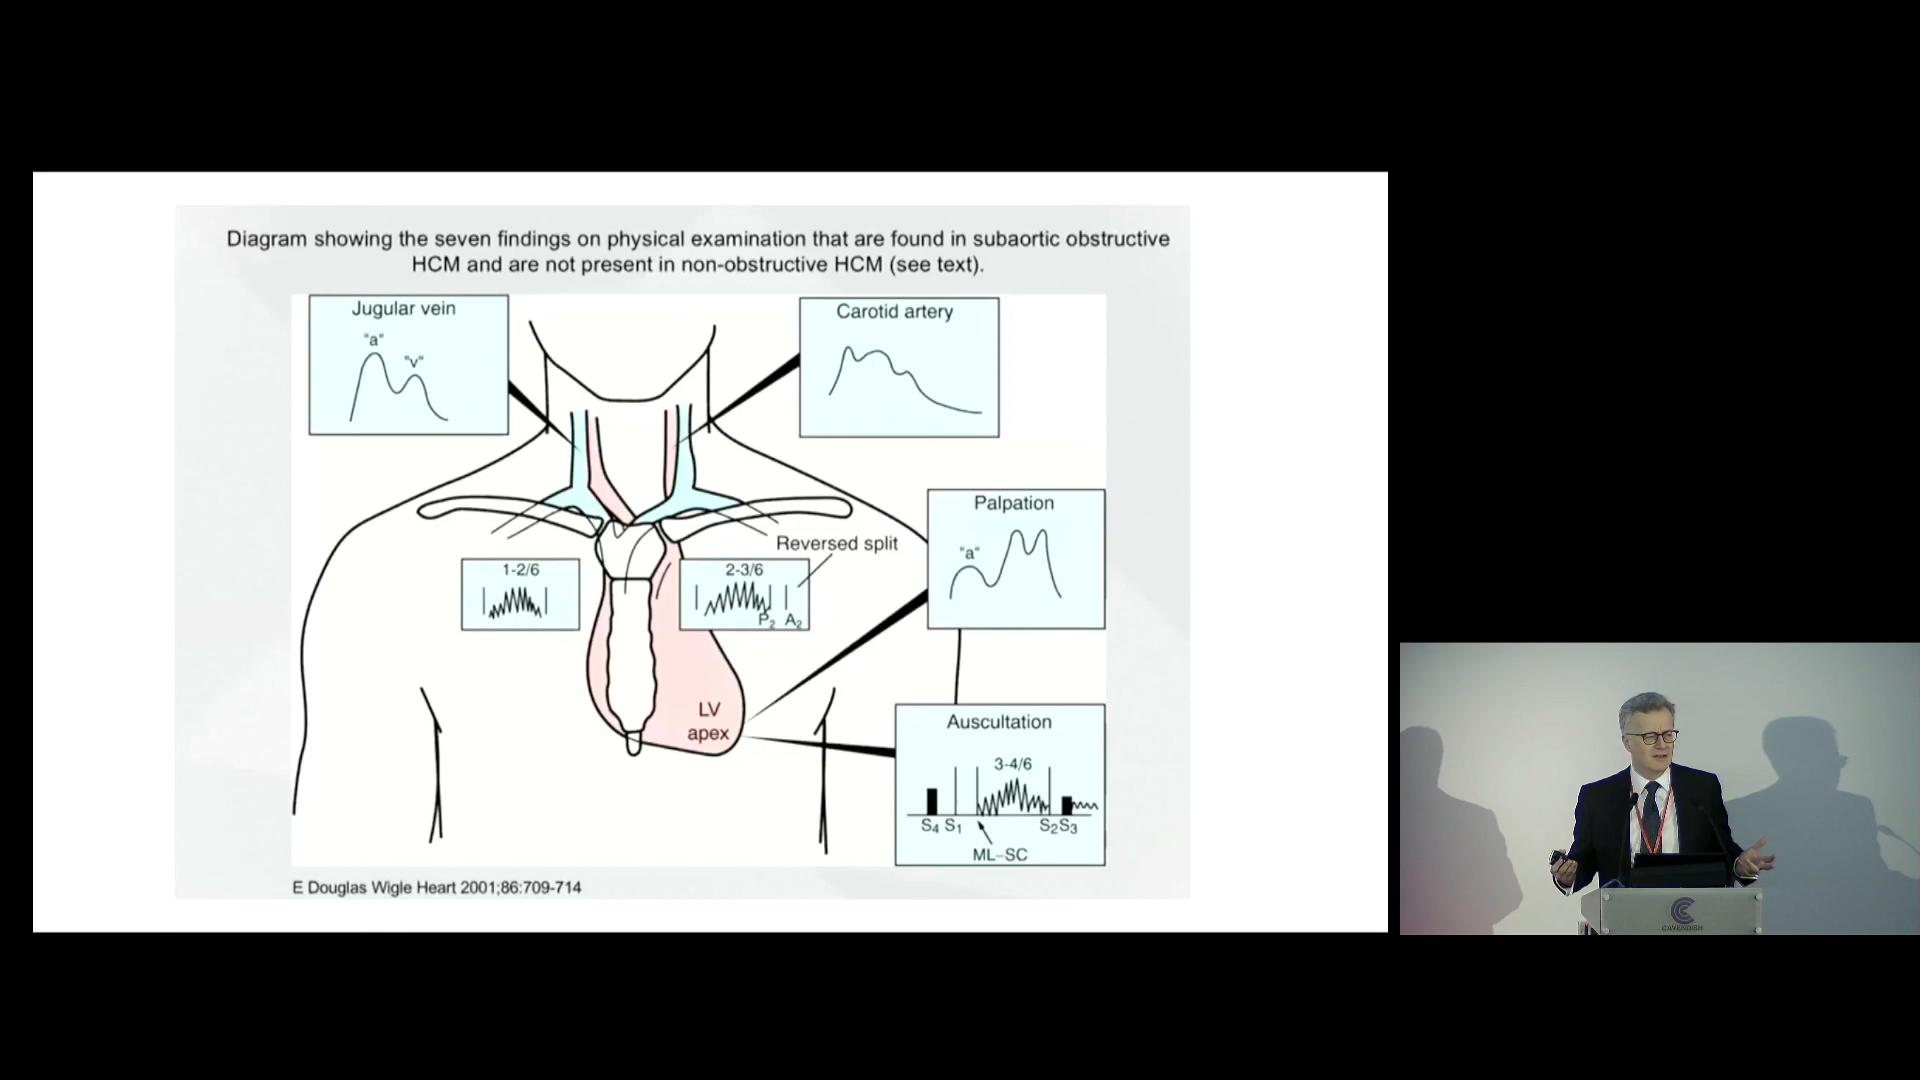 Diagram showing the seven findings on physical examination that are found in subaortic obstructive
HCM and are not present in non-obstructive HCM (see text).
Jugular vein
"a"
"v"
Carotid artery
Palpation
"a"
Reversed split
1-2/6
2-3/6
P2 A2
LV
apex
Auscultation
3-4/6
S4 S1 S2 S3
ML-SC
E Douglas Wigle Heart 2001;86:709-714
CAVENDISH